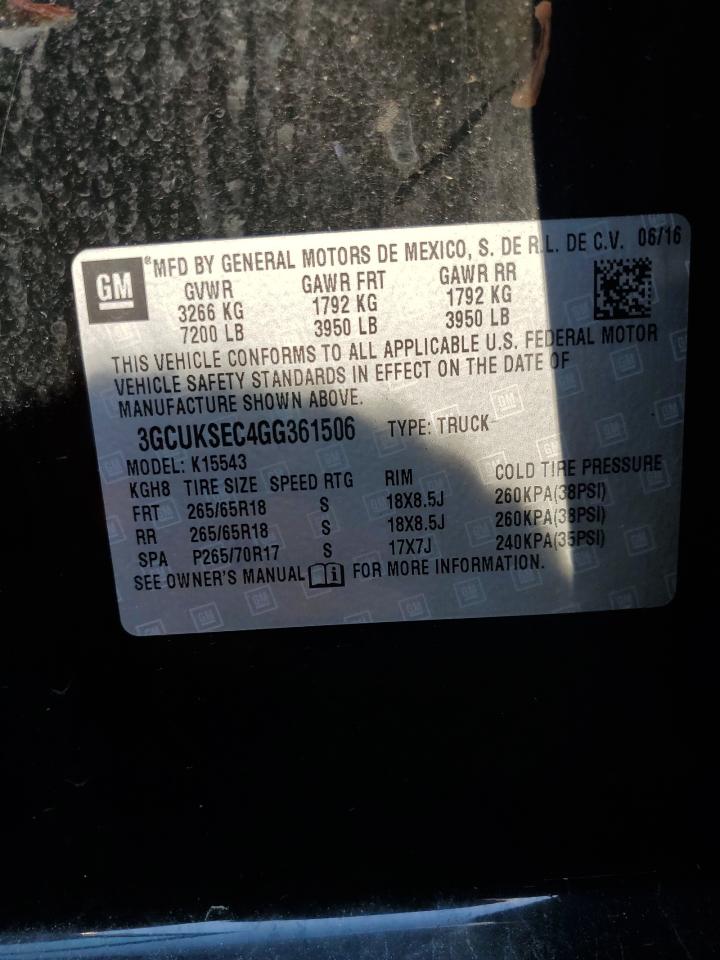 GM
® MFD BY GENERAL MOTORS DE MEXICO, S. DE R.L. DE C.V. 06/16
GVWR GAWR FRT GAWR RR
3266 KG 1792 KG 1792 KG
7200 LB 3950 LB 3950 LB
THIS VEHICLE CONFORMS TO ALL APPLICABLE U.S. FEDERAL MOTOR
VEHICLE SAFETY STANDARDS IN EFFECT ON THE DATE OF
MANUFACTURE SHOWN ABOVE.
3GCUKSEC4GG361506 TYPE: TRUCK
MODEL: K15543
KGH8 TIRE SIZE SPEED RTG RIM COLD TIRE PRESSURE
FRT 265/65R18 S 18X8.5J 260KPA(38PSI)
RR 265/65R18 S 18X8.5J 260KPA(38PSI)
SPA P265/70R17 S 17X7J 240KPA(35PSI)
SEE OWNER'S MANUAL FOR MORE INFORMATION.